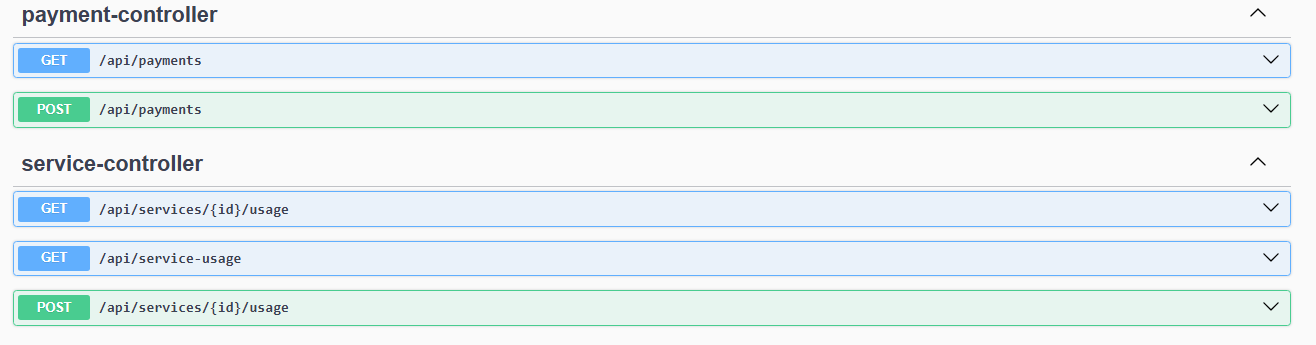 payment-controller
GET /api/payments
POST /api/payments
service-controller
GET /api/services/{id}/usage
GET /api/service-usage
POST /api/services/{id}/usage